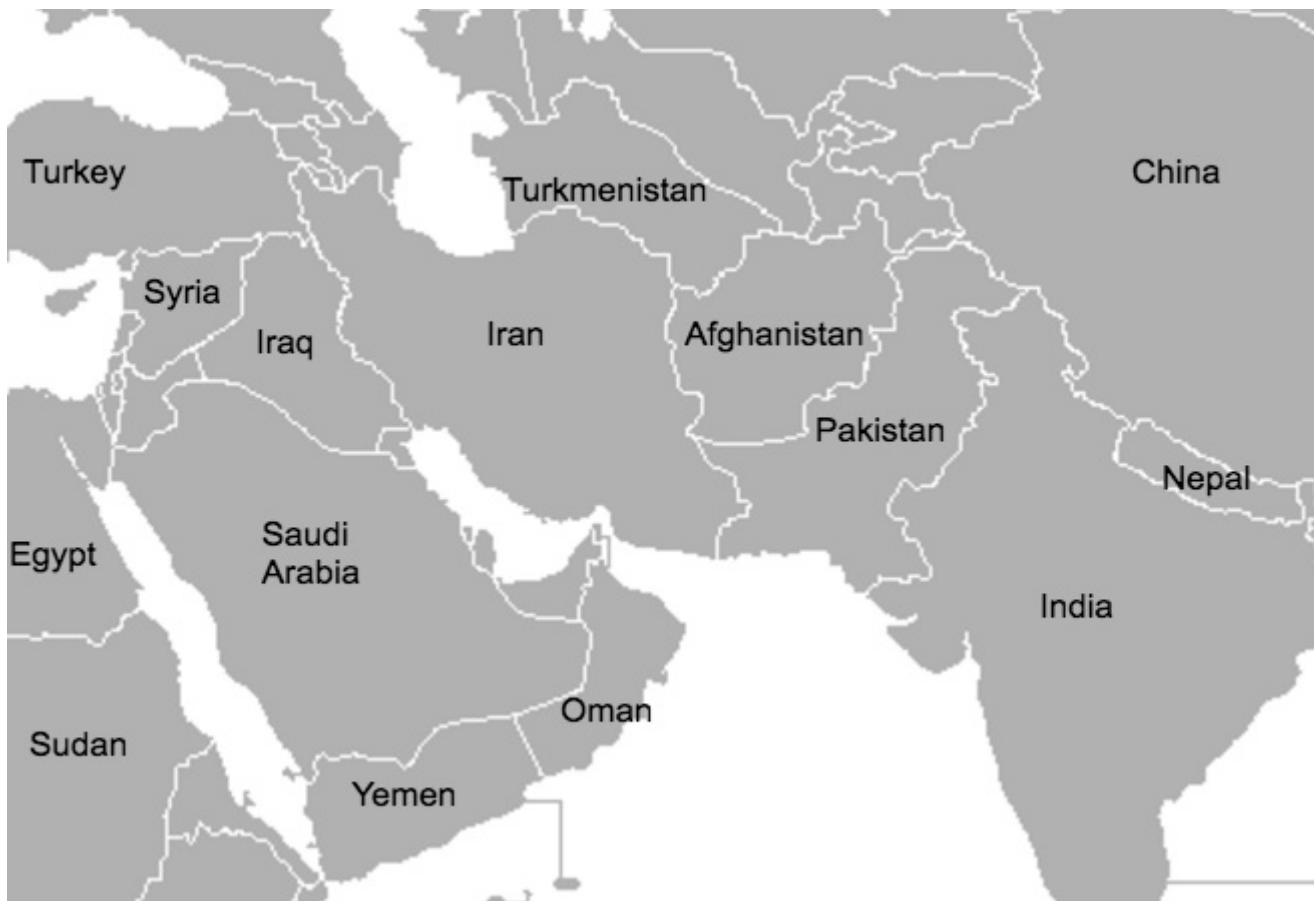 Turkey
China
Turkmenistan
Syria
Iraq
Iran
Afghanistan
Pakistan
Nepal
Saudi
Arabia
Egypt
India
Oman
Sudan
Yemen